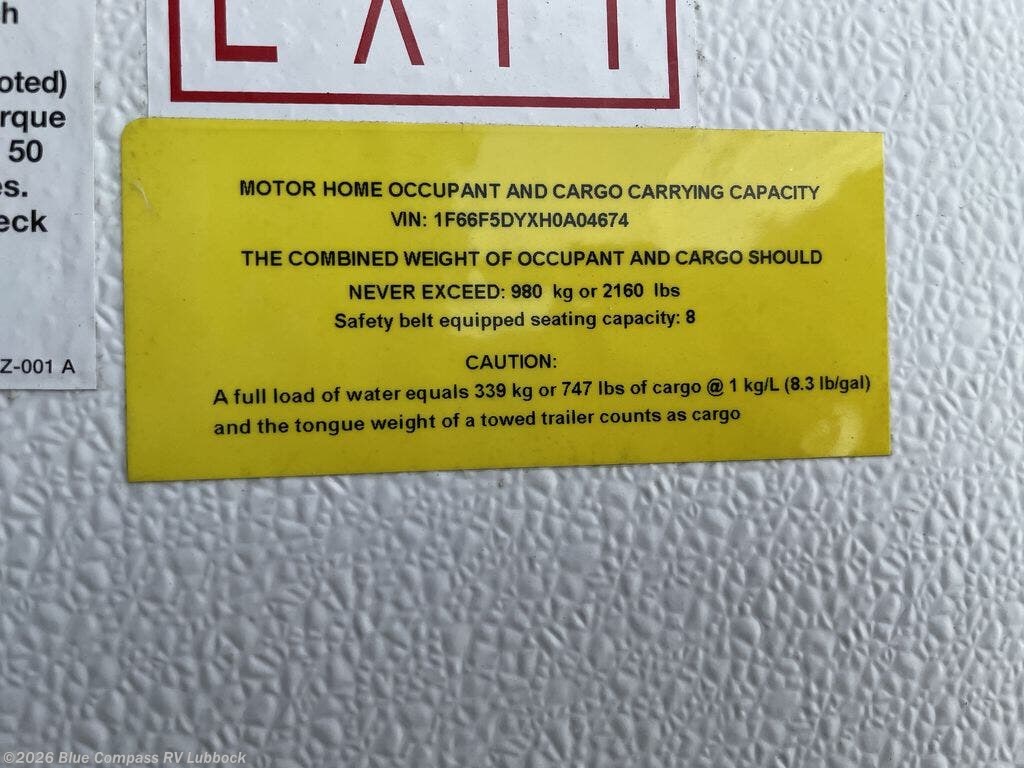 h
EXIT
oted)
rque
50
s.
eck
Z-001 A
MOTOR HOME OCCUPANT AND CARGO CARRYING CAPACITY
VIN: 1F66F5DYXH0A04674
THE COMBINED WEIGHT OF OCCUPANT AND CARGO SHOULD
NEVER EXCEED: 980 kg or 2160 lbs
Safety belt equipped seating capacity: 8
CAUTION:
A full load of water equals 339 kg or 747 lbs of cargo @ 1 kg/L (8.3 lb/gal)
and the tongue weight of a towed trailer counts as cargo
©2026 Blue Compass RV Lubbock